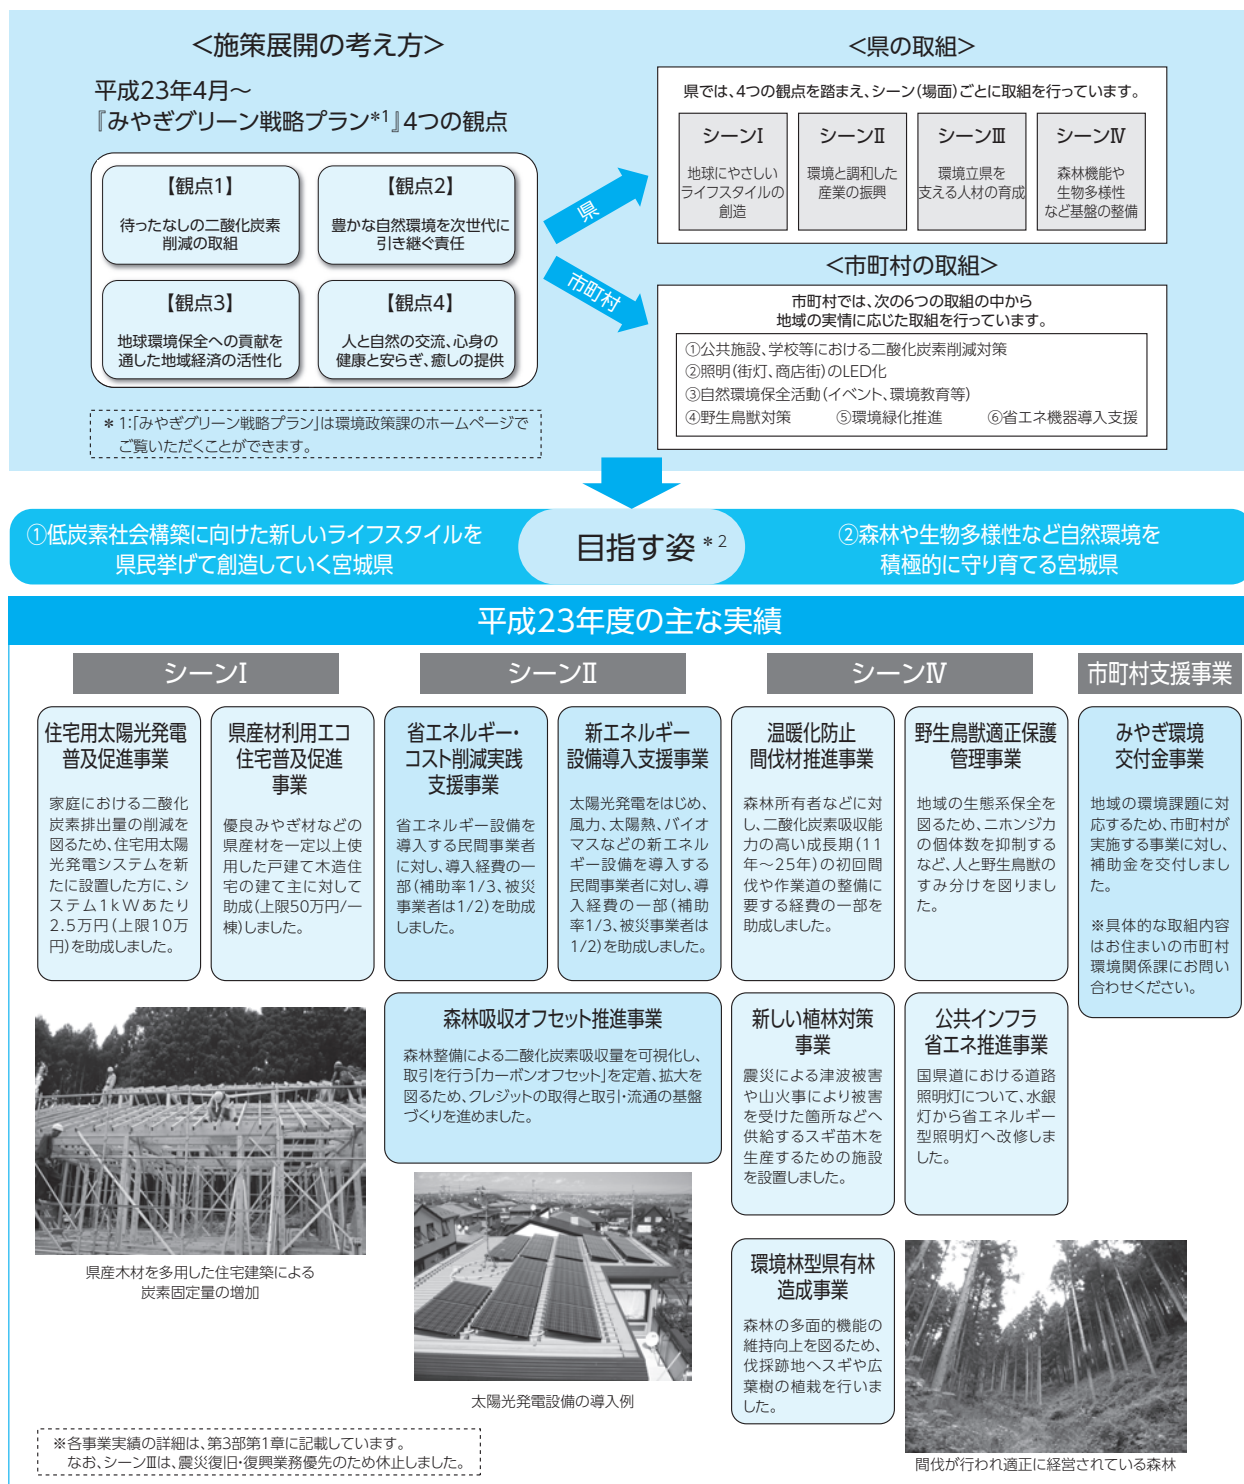 <施策展開の考え方>
平成23年4月～
『みやぎグリーン戦略プラン*1』4つの観点
【観点1】
待ったなしの二酸化炭素
削減の取組
【観点2】
豊かな自然環境を次世代に
引き継ぐ責任
【観点3】
地球環境保全への貢献を
通した地域経済の活性化
【観点4】
人と自然の交流、心身の
健康と安らぎ、癒しの提供
＊1:「みやぎグリーン戦略プラン」は環境政策課のホームページで
ご覧いただくことができます。
県
市町村
<県の取組>
県では、4つの観点を踏まえ、シーン(場面)ごとに取組を行っています。
シーンⅠ
地球にやさしい
ライフスタイルの
創造
シーンⅡ
環境と調和した
産業の振興
シーンⅢ
環境立県を
支える人材の育成
シーンⅣ
森林機能や
生物多様性
など基盤の整備
<市町村の取組>
市町村では、次の6つの取組の中から
地域の実情に応じた取組を行っています。
①公共施設、学校等における二酸化炭素削減対策
②照明(街灯、商店街)のLED化
③自然環境保全活動(イベント、環境教育等)
④野生鳥獣対策 ⑤環境緑化推進 ⑥省エネ機器導入支援
①低炭素社会構築に向けた新しいライフスタイルを
県民挙げて創造していく宮城県
目指す姿＊2
②森林や生物多様性など自然環境を
積極的に守り育てる宮城県
平成23年度の主な実績
シーンⅠ
住宅用太陽光発電
普及促進事業
家庭における二酸化
炭素排出量の削減を
図るため、住宅用太陽
光発電システムを新
たに設置した方に、シ
ステム1kWあたり
2.5万円(上限10万
円)を助成しました。
県産材利用エコ
住宅普及促進
事業
優良みやぎ材などの
県産材を一定以上使
用した戸建て木造住
宅の建て主に対して
助成(上限50万円/一
棟)しました。
県産木材を多用した住宅建築による
炭素固定量の増加
シーンⅡ
省エネルギー・
コスト削減実践
支援事業
省エネルギー設備を
導入する民間事業者
に対し、導入経費の一
部(補助率1/3、被災
事業者は1/2)を助成
しました。
新エネルギー
設備導入支援事業
太陽光発電をはじめ、
風力、太陽熱、バイオ
マスなどの新エネル
ギー設備を導入する
民間事業者に対し、導
入経費の一部(補助
率1/3、被災事業者は
1/2)を助成しました。
森林吸収オフセット推進事業
森林整備による二酸化炭素吸収量を可視化し、
取引を行う「カーボンオフセット」を定着、拡大を
図るため、クレジットの取得と取引・流通の基盤
づくりを進めました。
太陽光発電設備の導入例
シーンⅣ
温暖化防止
間伐材推進事業
森林所有者などに対
し、二酸化炭素吸収能
力の高い成長期(11
年～25年)の初回間
伐や作業道の整備に
要する経費の一部を
助成しました。
野生鳥獣適正保護
管理事業
地域の生態系保全を
図るため、ニホンジカ
の個体数を抑制する
など、人と野生鳥獣の
すみ分けを図りまし
た。
新しい植林対策
事業
震災による津波被害
や山火事により被害
を受けた箇所などへ
供給するスギ苗木を
生産するための施設
を設置しました。
公共インフラ
省エネ推進事業
国県道における道路
照明灯について、水銀
灯から省エネルギー
型照明灯へ改修しま
した。
環境林型県有林
造成事業
森林の多面的機能の
維持向上を図るため、
伐採跡地へスギや広
葉樹の植栽を行いま
した。
間伐が行われ適正に経営されている森林
市町村支援事業
みやぎ環境
交付金事業
地域の環境課題に対
応するため、市町村が
実施する事業に対し、
補助金を交付しまし
た。
※具体的な取組内容
はお住まいの市町村
環境関係課にお問い
合わせください。
※各事業実績の詳細は、第3部第1章に記載しています。
なお、シーンⅢは、震災復旧・復興業務優先のため休止しました。